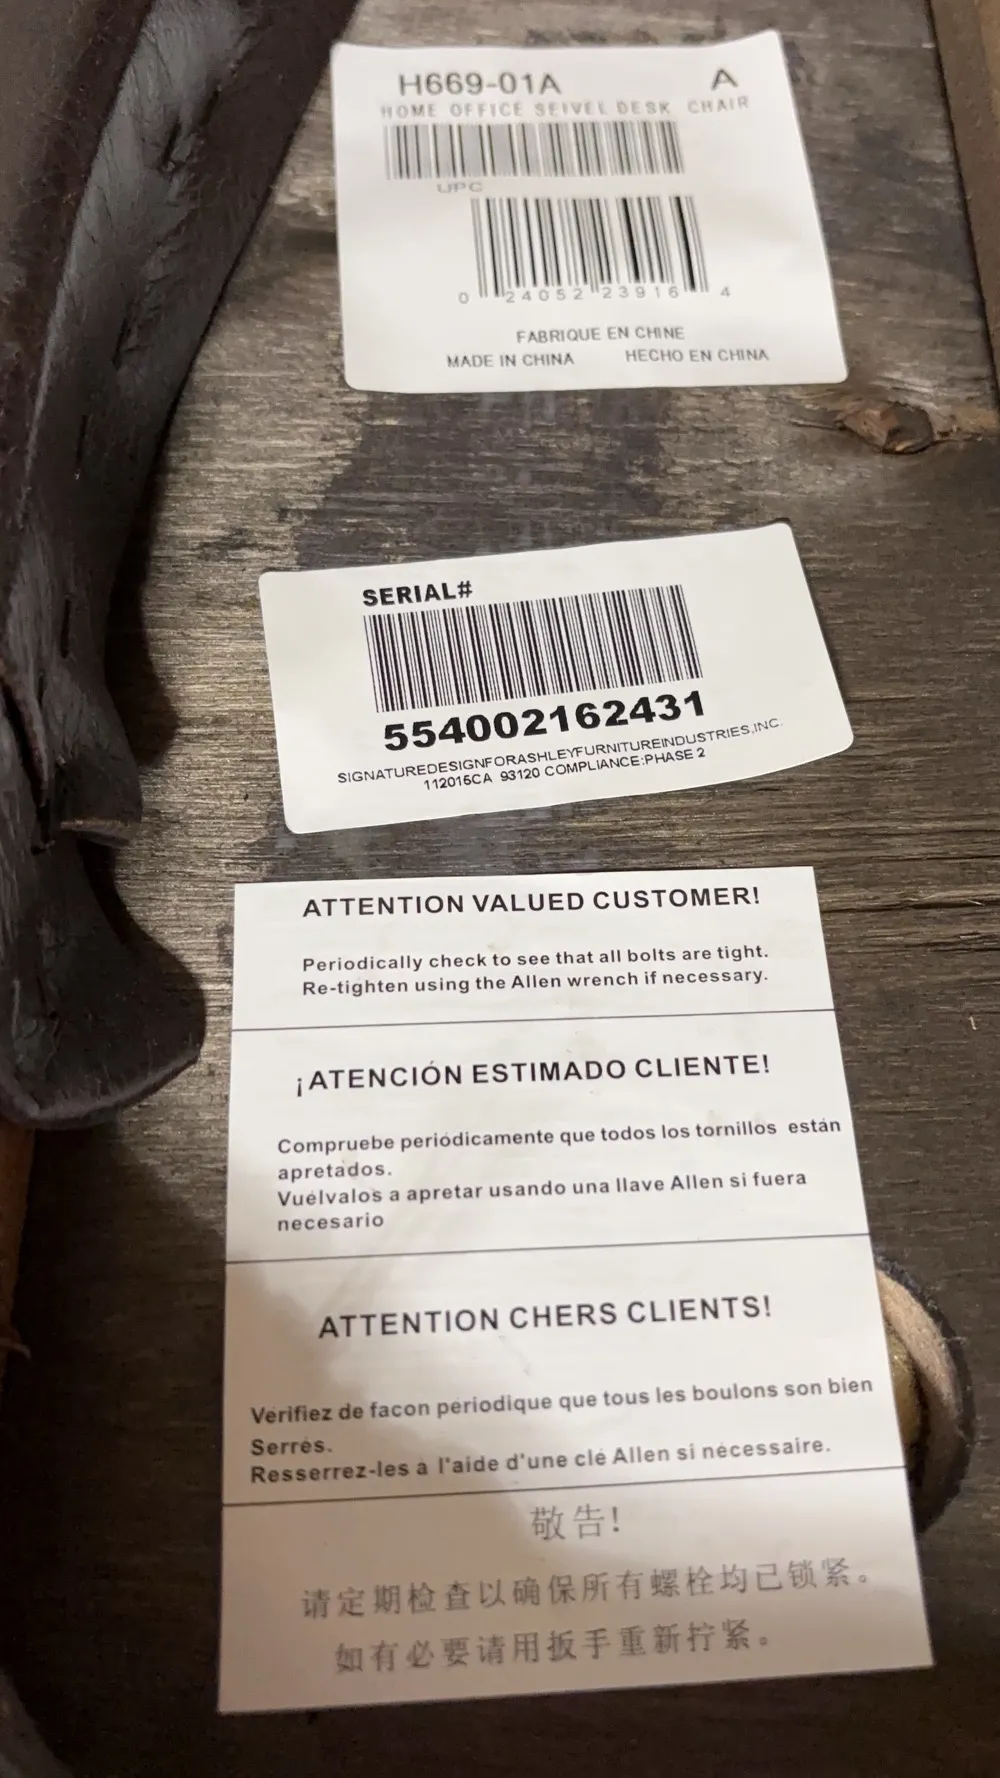 H669-01A A
HOME OFFICE SEIVEL DESK CHAIR
UPC
0 24052 23916 4
FABRIQUE EN CHINE
MADE IN CHINA HECHO EN CHINA
SERIAL#
554002162431
SIGNATUREDESIGNFORASHLEYFURNITUREINDUSTRIES,INC.
112015CA 93120 COMPLIANCE:PHASE 2
ATTENTION VALUED CUSTOMER!
Periodically check to see that all bolts are tight.
Re-tighten using the Allen wrench if necessary.
¡ATENCIÓN ESTIMADO CLIENTE!
Compruebe periódicamente que todos los tornillos están
apretados.
Vuélvalos a apretar usando una llave Allen si fuera
necesario
ATTENTION CHERS CLIENTS!
Vérifiez de facon périodique que tous les boulons son bien
Serrés.
Resserrez-les a l'aide d'une clé Allen si nécessaire.
敬告!
请定期检查以确保所有螺栓均已锁紧。
如有必要请用扳手重新拧紧。